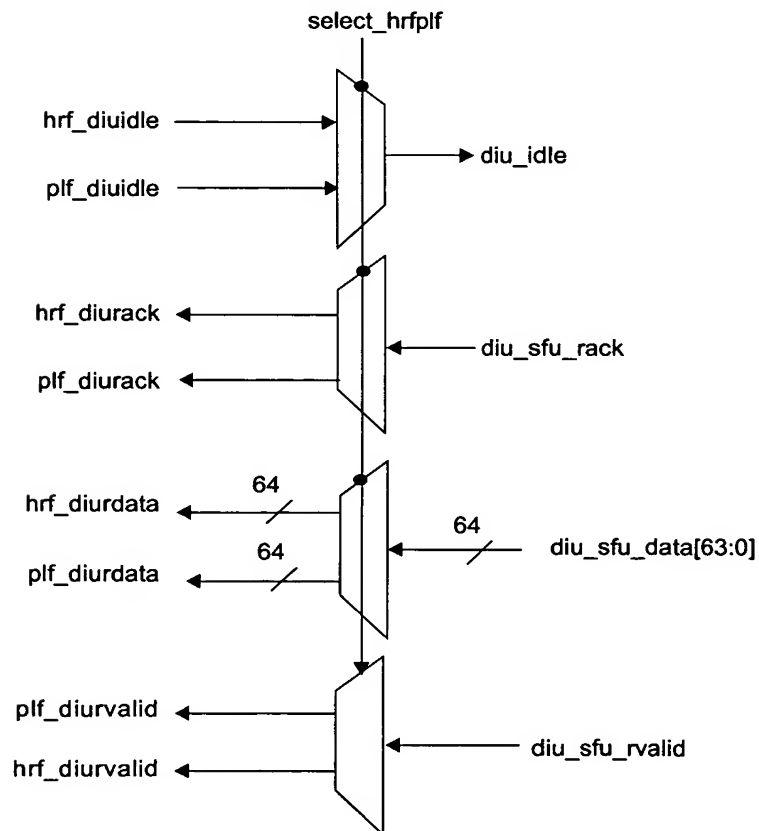 select_hrfplf
hrf_diuidle
diu_idle
plf_diuidle
hrf_diurack
diu_sfu_rack
plf_diurack
hrf_diurdata
64
64
diu_sfu_data[63:0]
plf_diurdata
64
plf_diurvalid
diu_sfu_rvalid
hrf_diurvalid